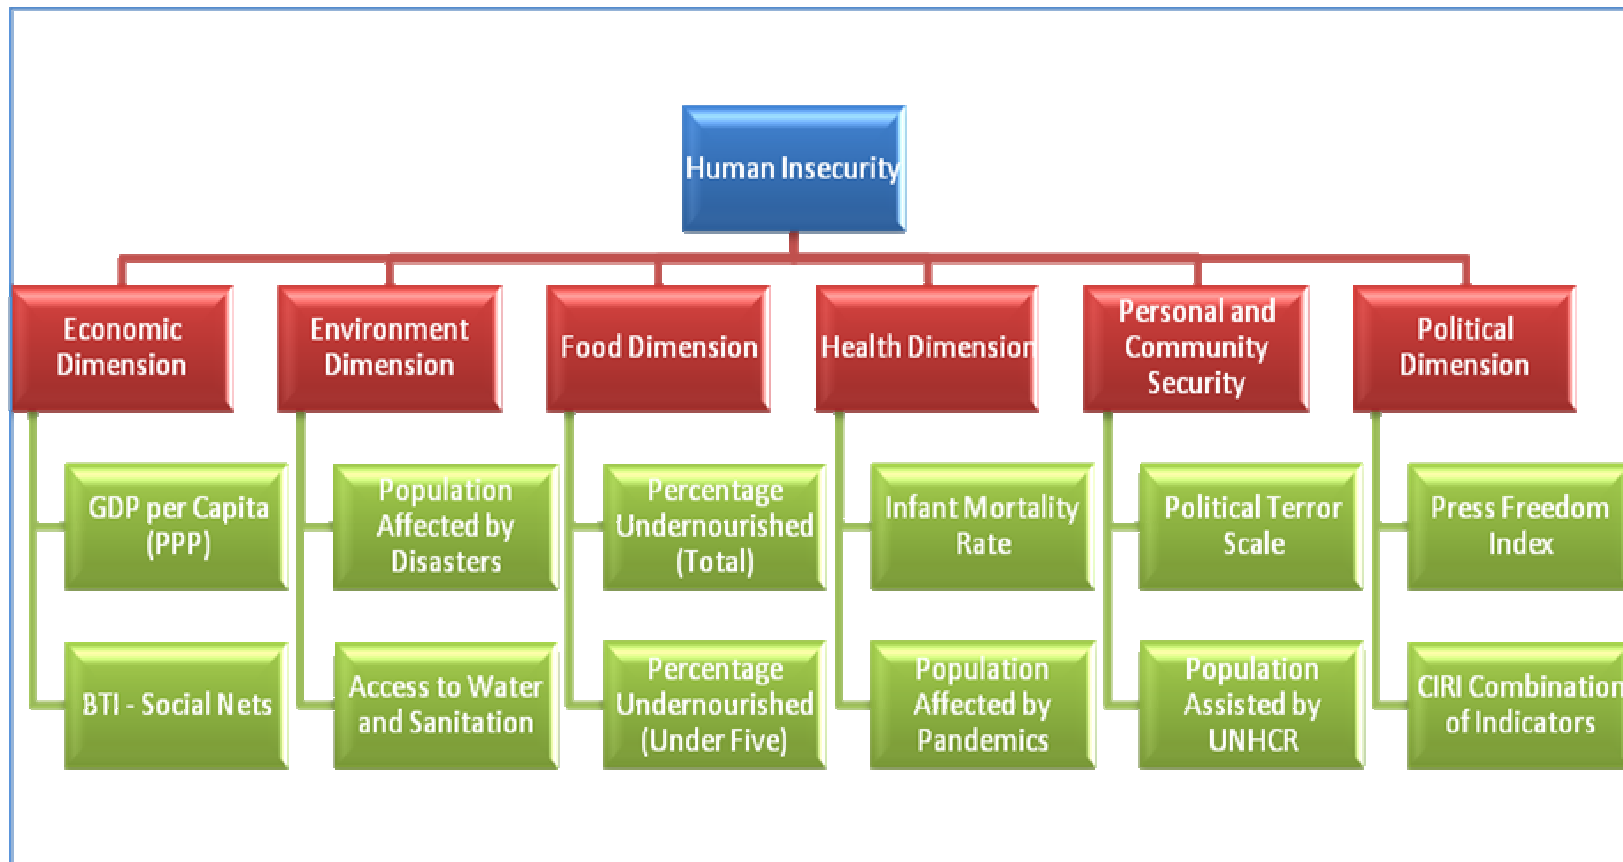 Human Insecurity
Economic
Dimension
Environment
Dimension
Food Dimension
Health Dimension
Personal and
Community
Security
Political
Dimension
GDP per Capita
(PPP)
Population
Affected by
Disasters
Percentage
Undernourished
(Total)
Infant Mortality
Rate
Political Terror
Scale
Press Freedom
Index
BTI - Social Nets
Access to Water
and Sanitation
Percentage
Undernourished
(Under Five)
Population
Affected by
Pandemics
Population
Assisted by
UNHCR
CIRI Combination
of Indicators